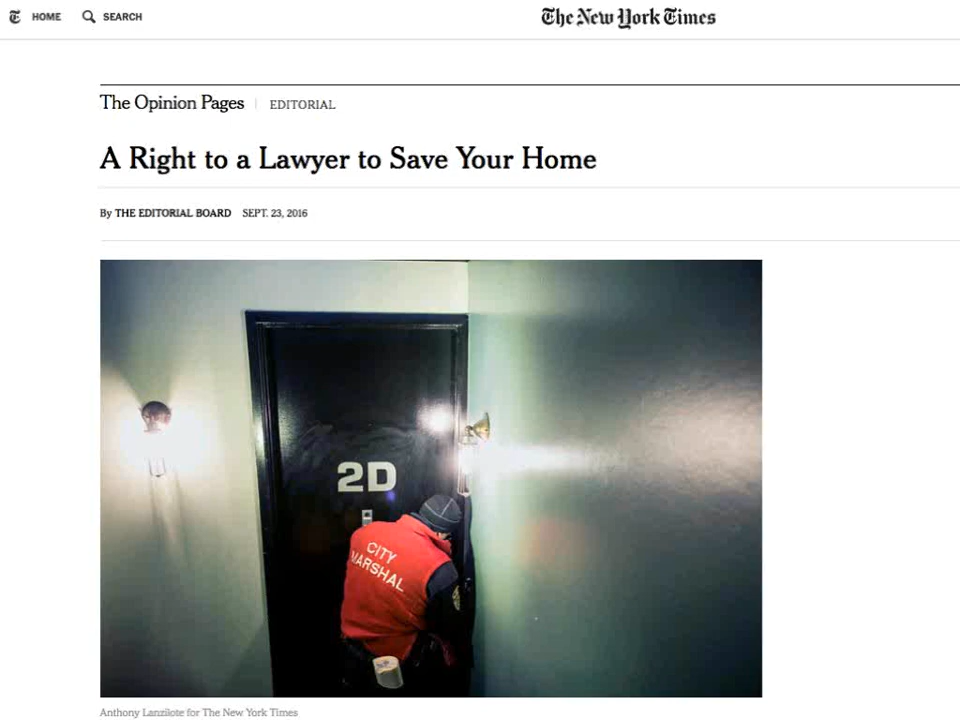 HOME SEARCH The New York Times
The Opinion Pages | EDITORIAL
A Right to a Lawyer to Save Your Home
By THE EDITORIAL BOARD SEPT. 23, 2016
2D
CITY
MARSHAL
Anthony Lanzilote for The New York Times